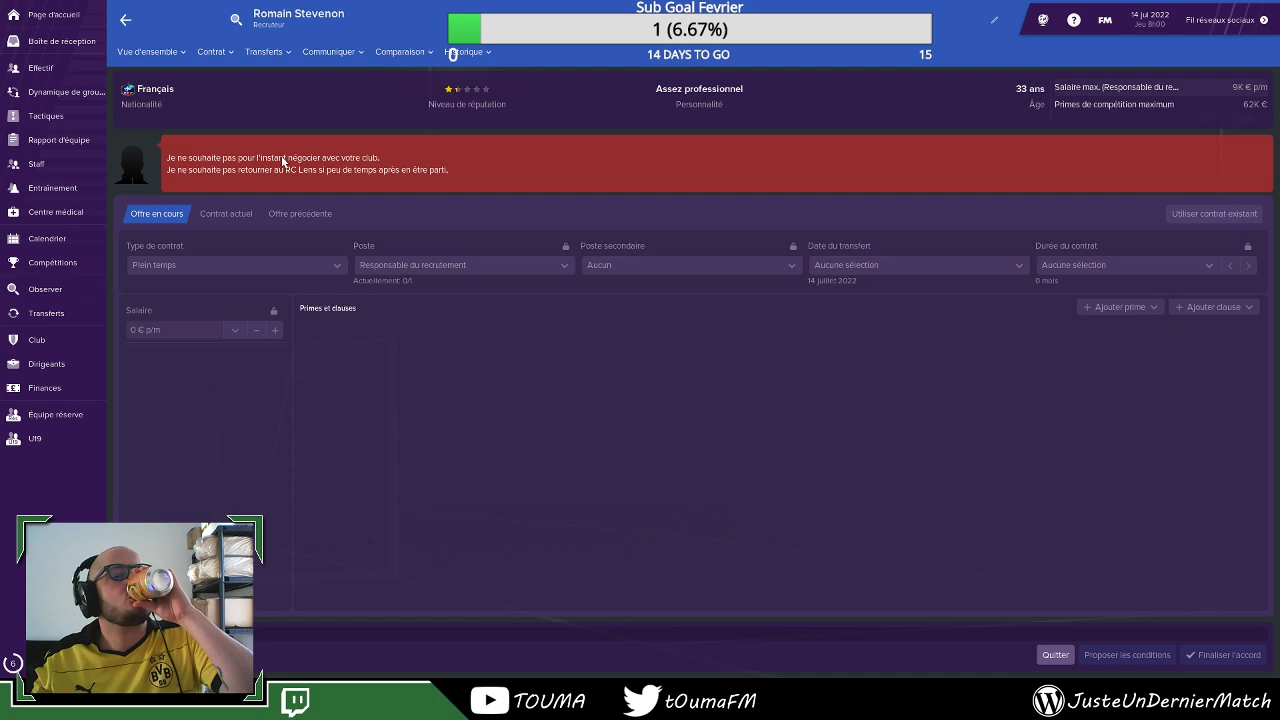 Sub Goal Fevrier
1 (6.67%)
0 14 DAYS TO GO 15
Romain Stevenon
Recruteur
14 jul 2022
Jeu 8h00
FM
Fil réseaux sociaux
Vue d'ensemble Contrat Transferts Communiquer Comparaison Historique
Page d'accueil
Boîte de réception
Effectif
Dynamique de grou...
Tactiques
Rapport d'équipe
Staff
Entraînement
Centre médical
Calendrier
Compétitions
Observer
Transferts
Club
Dirigeants
Finances
Équipe réserve
U19
6
Français
Nationalité
Niveau de réputation
Assez professionnel
Personnalité
33 ans
Âge
Salaire max. (Responsable du re... 9K € p/m
Primes de compétition maximum 62K €
Je ne souhaite pas pour l'instant négocier avec votre club.
Je ne souhaite pas retourner au RC Lens si peu de temps après en être parti.
Offre en cours Contrat actuel Offre précédente Utiliser contrat existant
Type de contrat Poste Poste secondaire Date du transfert Durée du contrat
Plein temps Responsable du recrutement Aucun Aucune sélection Aucune sélection
Actuellement: 0/1 14 juillet 2022 0 mois
Salaire
0 € p/m
Primes et clauses
Ajouter prime Ajouter clause
Quitter Proposer les conditions Finaliser l'accord
BVB
09
TOUMA tOumaFM JusteUnDernierMatch